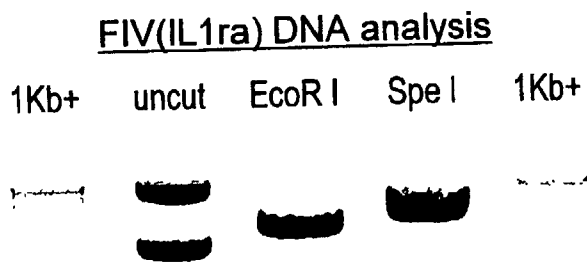 FIV(IL1ra) DNA analysis
1Kb+ uncut EcoR I Spe I 1Kb+